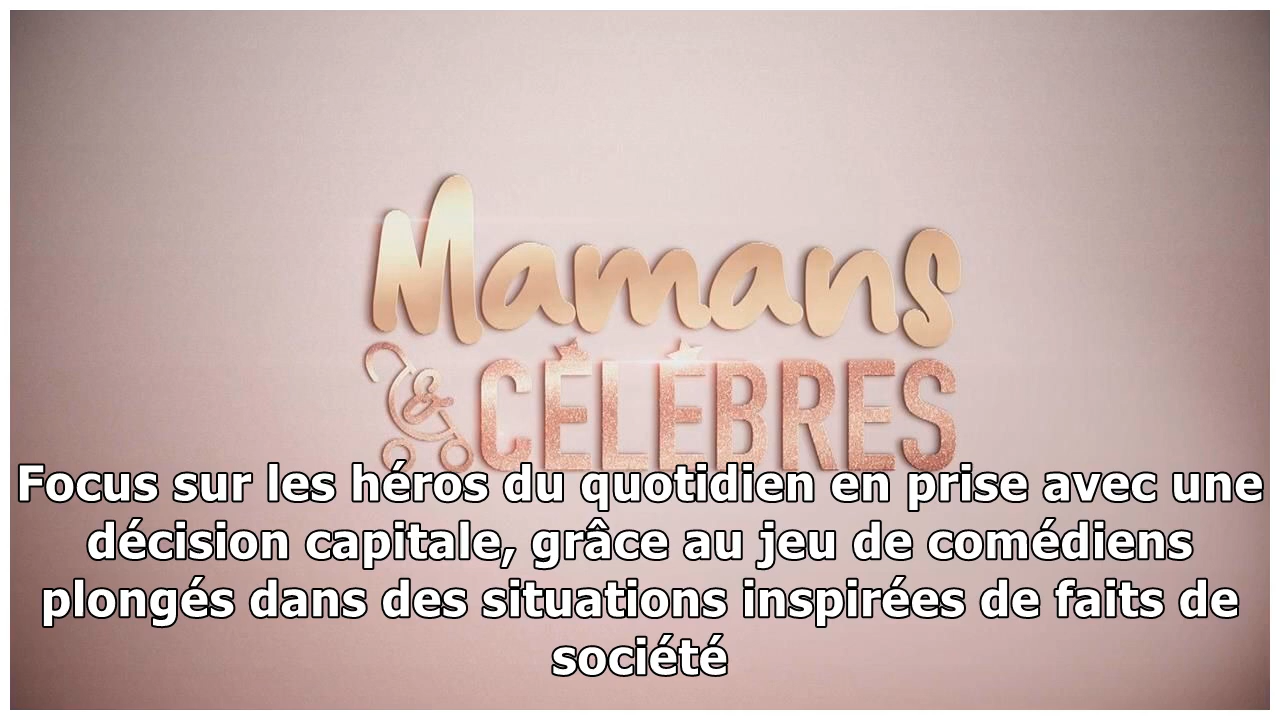 Mamans
& CÉLÈBRES
Focus sur les héros du quotidien en prise avec une
décision capitale, grâce au jeu de comédiens
plongés dans des situations inspirées de faits de
société